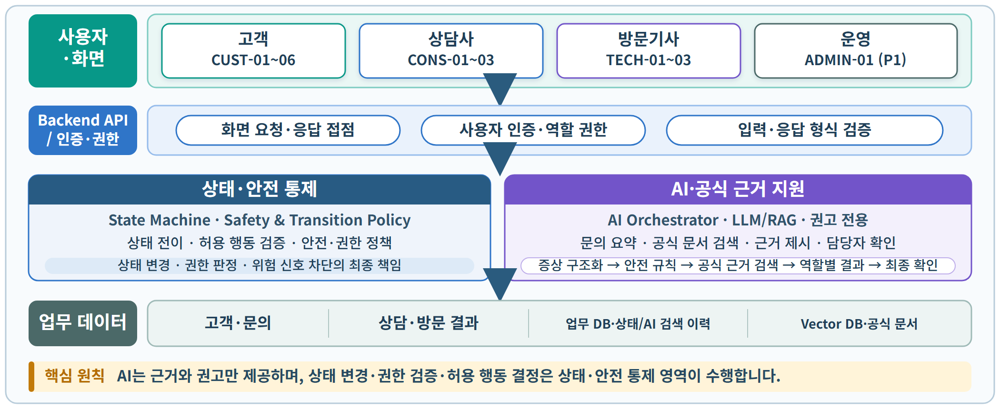 사용자
·화면
고객
CUST-01~06
상담사
CONS-01~03
방문기사
TECH-01~03
운영
ADMIN-01 (P1)
Backend API
/ 인증·권한
화면 요청·응답 접점
사용자 인증·역할 권한
입력·응답 형식 검증
상태·안전 통제
State Machine · Safety & Transition Policy
상태 전이 · 허용 행동 검증 · 안전·권한 정책
상태 변경 · 권한 판정 · 위험 신호 차단의 최종 책임
AI·공식 근거 지원
AI Orchestrator · LLM/RAG · 권고 전용
문의 요약 · 공식 문서 검색 · 근거 제시 · 담당자 확인
증상 구조화 → 안전 규칙 → 공식 근거 검색 → 역할별 결과 → 최종 확인
업무 데이터
고객·문의
상담·방문 결과
업무 DB·상태/AI 검색 이력
Vector DB·공식 문서
핵심 원칙 AI는 근거와 권고만 제공하며, 상태 변경·권한 검증·허용 행동 결정은 상태·안전 통제 영역이 수행합니다.